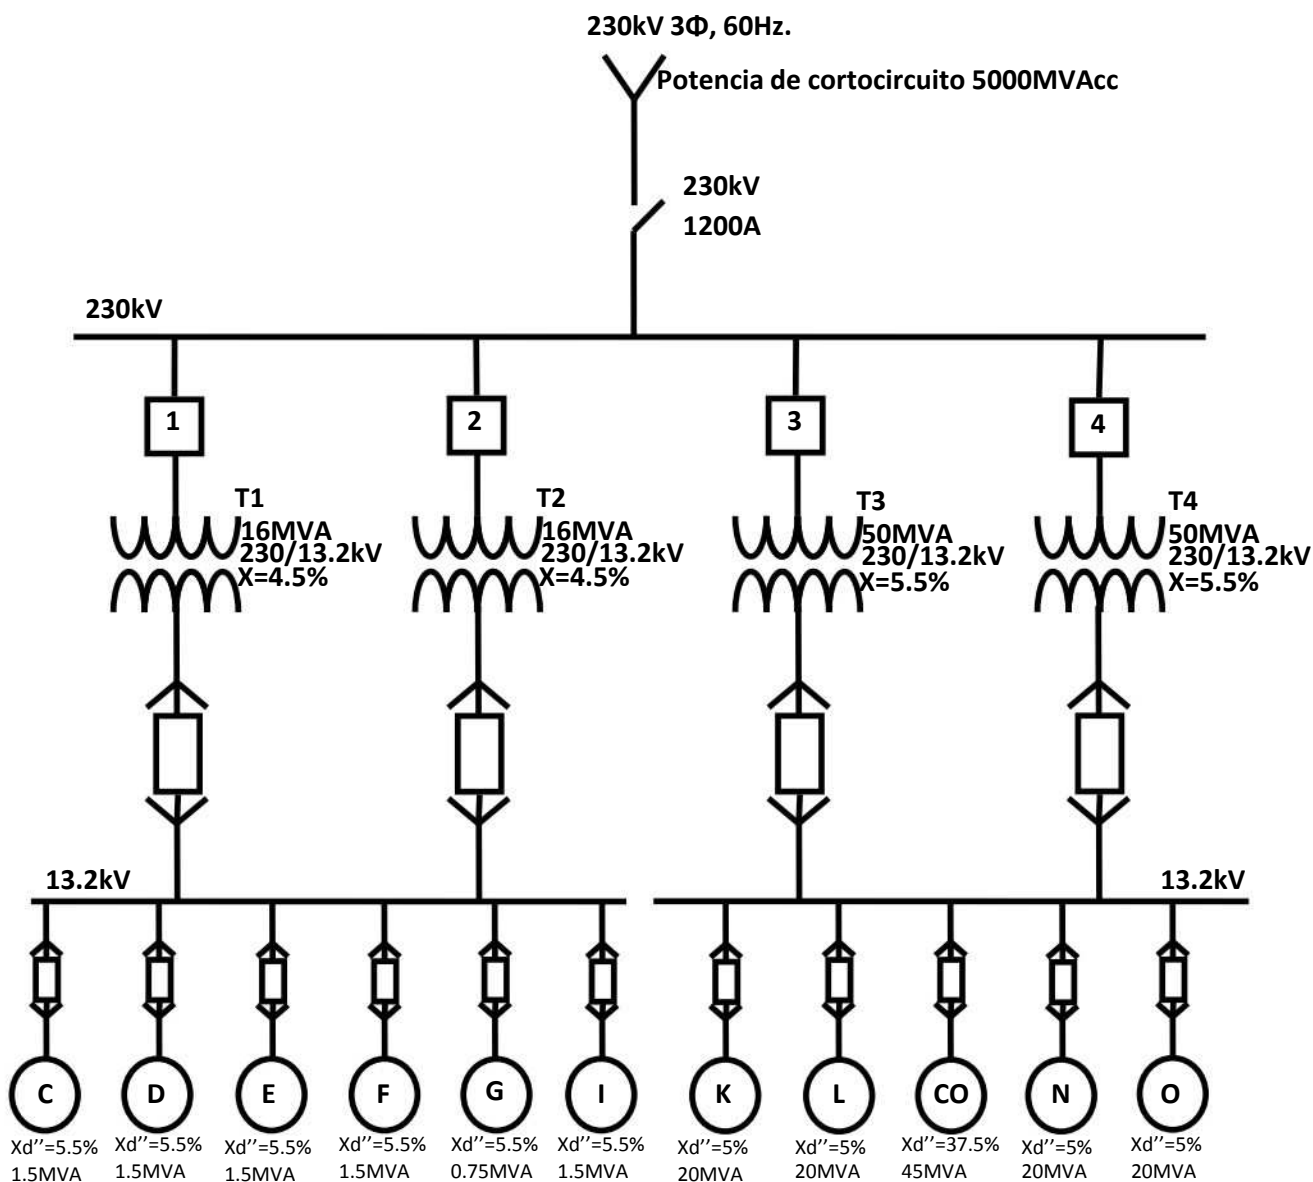 230kV 3Φ, 60Hz.
Potencia de cortocircuito 5000MVAcc
230kV
1200A
230kV
1
2
3
4
T1
16MVA
230/13.2kV
X=4.5%
T2
16MVA
230/13.2kV
X=4.5%
T3
50MVA
230/13.2kV
X=5.5%
T4
50MVA
230/13.2kV
X=5.5%
13.2kV
13.2kV
C
D
E
F
G
I
K
L
CO
N
O
Xd’’=5.5%
1.5MVA
Xd’’=5.5%
1.5MVA
Xd’’=5.5%
1.5MVA
Xd’’=5.5%
1.5MVA
Xd’’=5.5%
0.75MVA
Xd’’=5.5%
1.5MVA
Xd’’=5%
20MVA
Xd’’=5%
20MVA
Xd’’=37.5%
45MVA
Xd’’=5%
20MVA
Xd’’=5%
20MVA